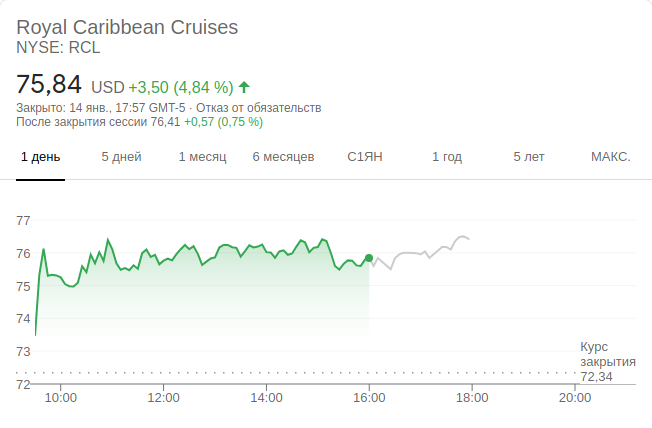 Royal Caribbean Cruises
NYSE: RCL
75,84 USD +3,50 (4,84 %)
Закрыто: 14 янв., 17:57 GMT-5 · Отказ от обязательств
После закрытия сессии 76,41 +0,57 (0,75 %)
1 день 5 дней 1 месяц 6 месяцев С1ЯН 1 год 5 лет МАКС.
77
76
75
74
73
Курс
закрытия
72,34
72
10:00 12:00 14:00 16:00 18:00 20:00